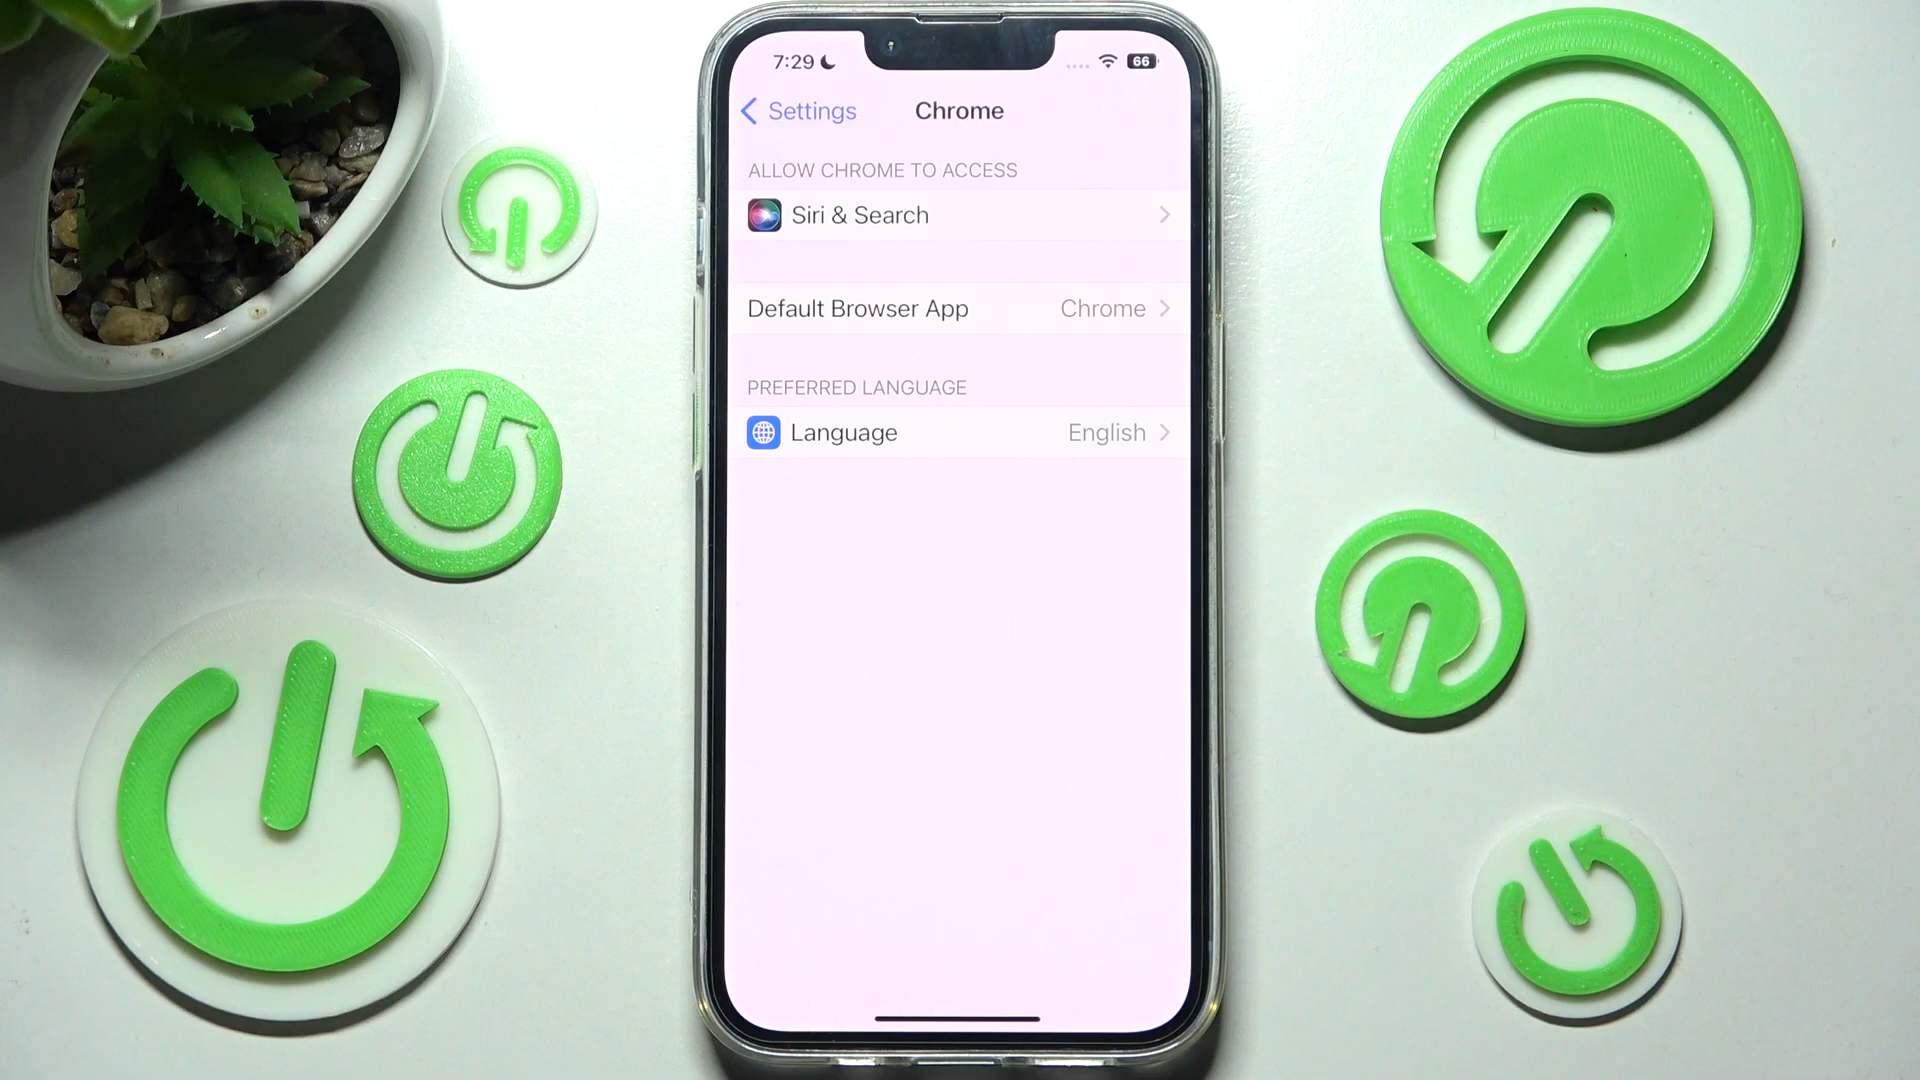 7:29 66
Settings Chrome
ALLOW CHROME TO ACCESS
Siri & Search
Default Browser App Chrome
PREFERRED LANGUAGE
Language English